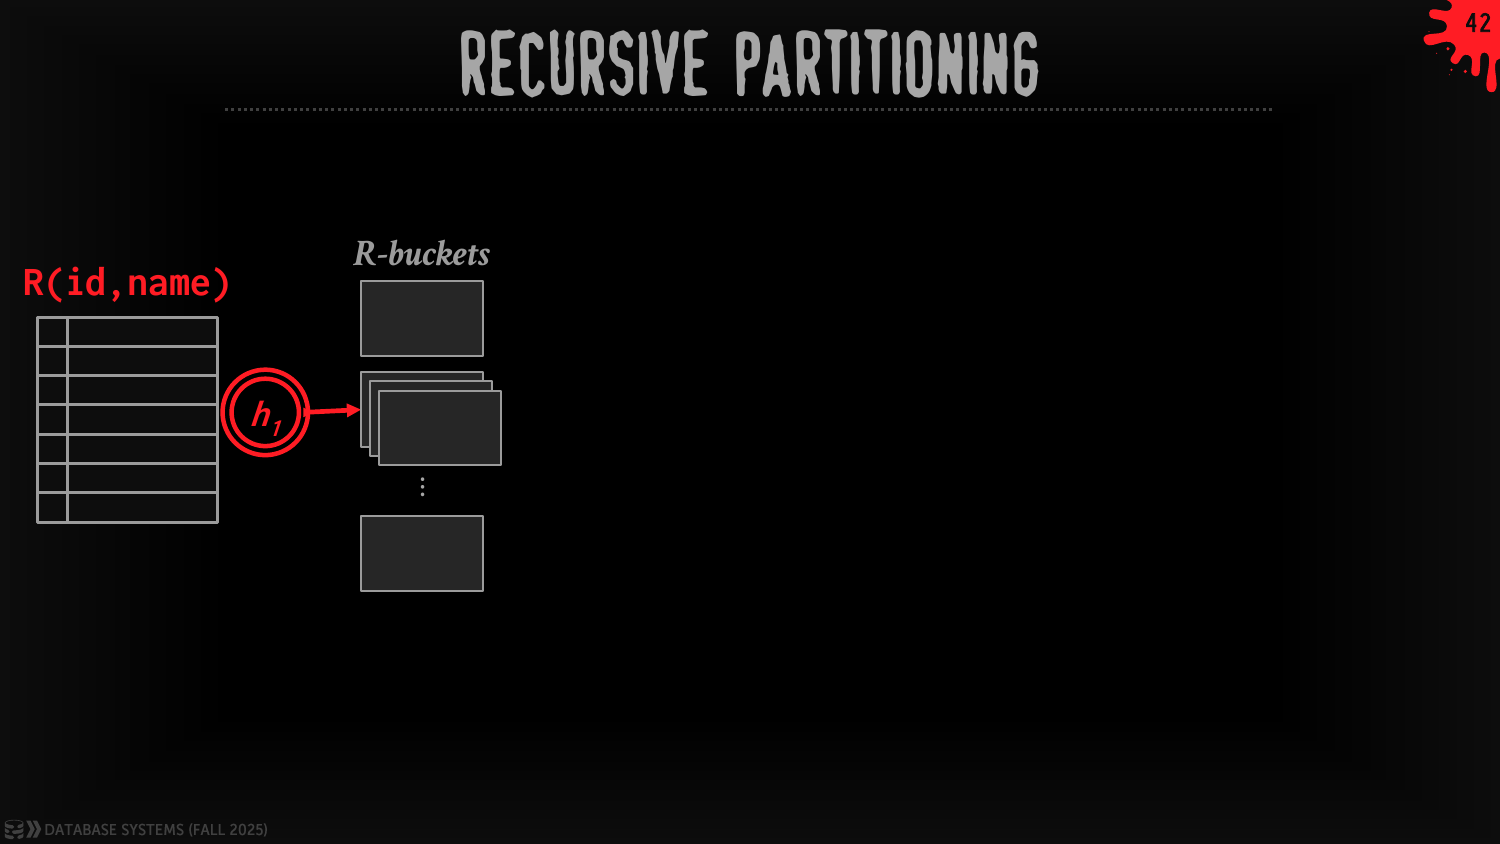 42
RECURSIVE PARTITIONING
R-buckets
R(id,name)
h1
⋮
DATABASE SYSTEMS (FALL 2025)